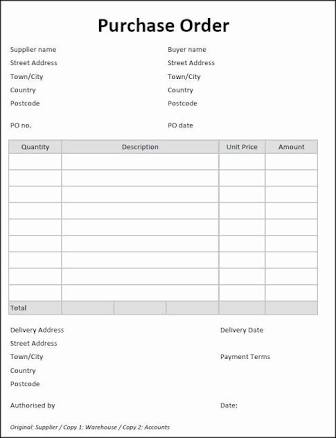 Purchase Order
Supplier name Buyer name
Street Address Street Address
Town/City Town/City
Country Country
Postcode Postcode
PO no. PO date
Quantity Description Unit Price Amount
Total
Delivery Address Delivery Date
Street Address
Town/City Payment Terms
Country
Postcode
Authorised by Date:
Original: Supplier / Copy 1: Warehouse / Copy 2: Accounts